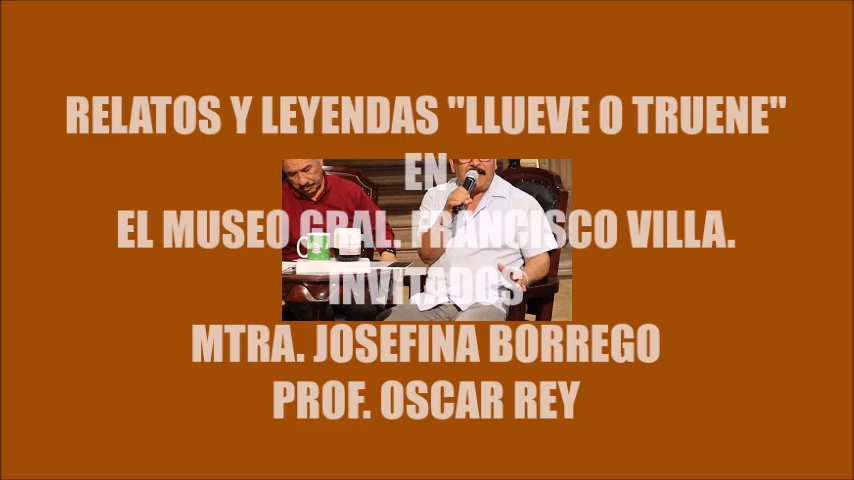 RELATOS Y LEYENDAS "LLUEVE O TRUENE"
EN
EL MUSEO GRAL. FRANCISCO VILLA.
INVITADOS
MTRA. JOSEFINA BORREGO
PROF. OSCAR REY